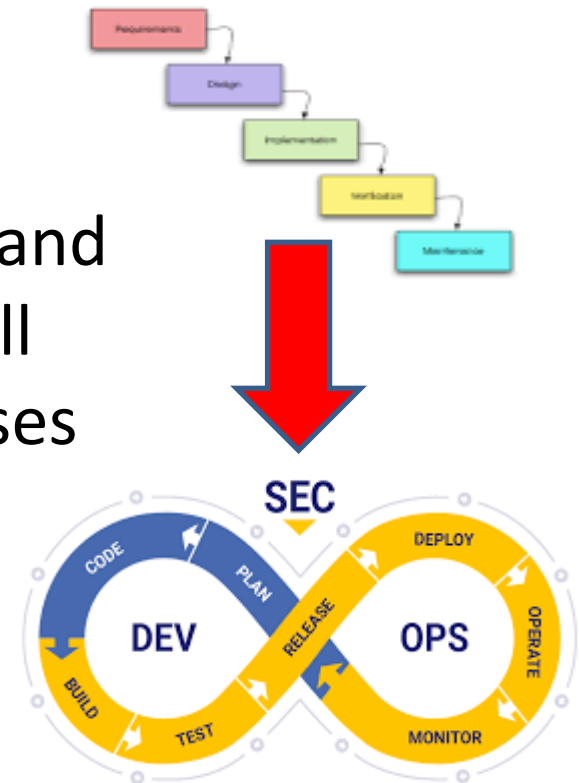 Requirements
Design
Implementation
Verification
Maintenance
and
ll
ses
SEC
CODE
PLAN
DEV
BUILD
TEST
RELEASE
DEPLOY
OPS
OPERATE
MONITOR